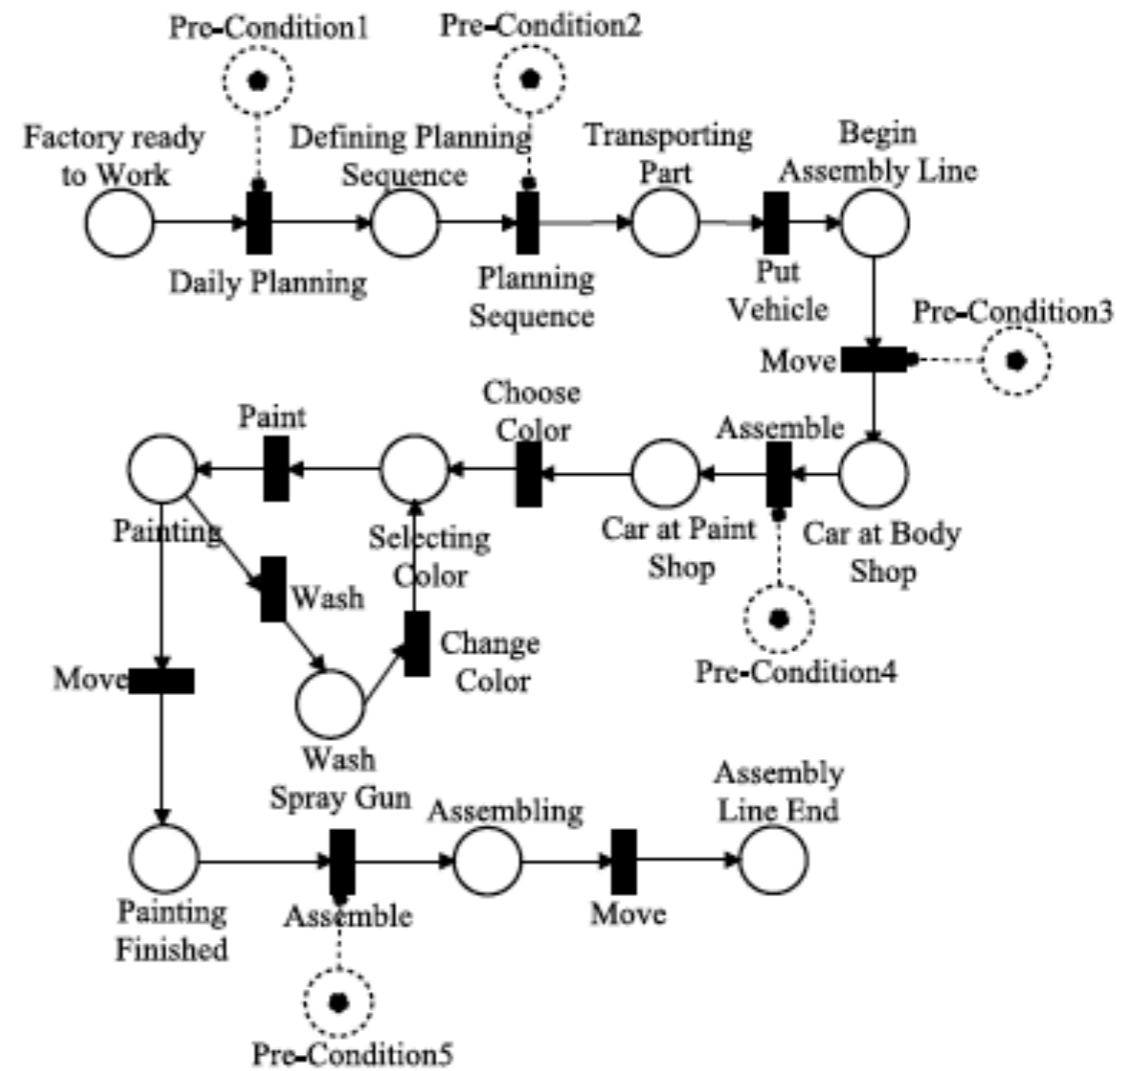 Pre-Condition1
Pre-Condition2
Factory ready
to Work
Defining Planning
Sequence
Transporting
Part
Begin
Assembly Line
Daily Planning
Planning
Sequence
Put
Vehicle
Pre-Condition3
Move
Choose
Color
Paint
Assemble
Painting
Selecting
Color
Car at Paint
Shop
Car at Body
Shop
Wash
Change
Color
Pre-Condition4
Move
Wash
Spray Gun
Assembling
Assembly
Line End
Painting
Finished
Assemble
Move
Pre-Condition5